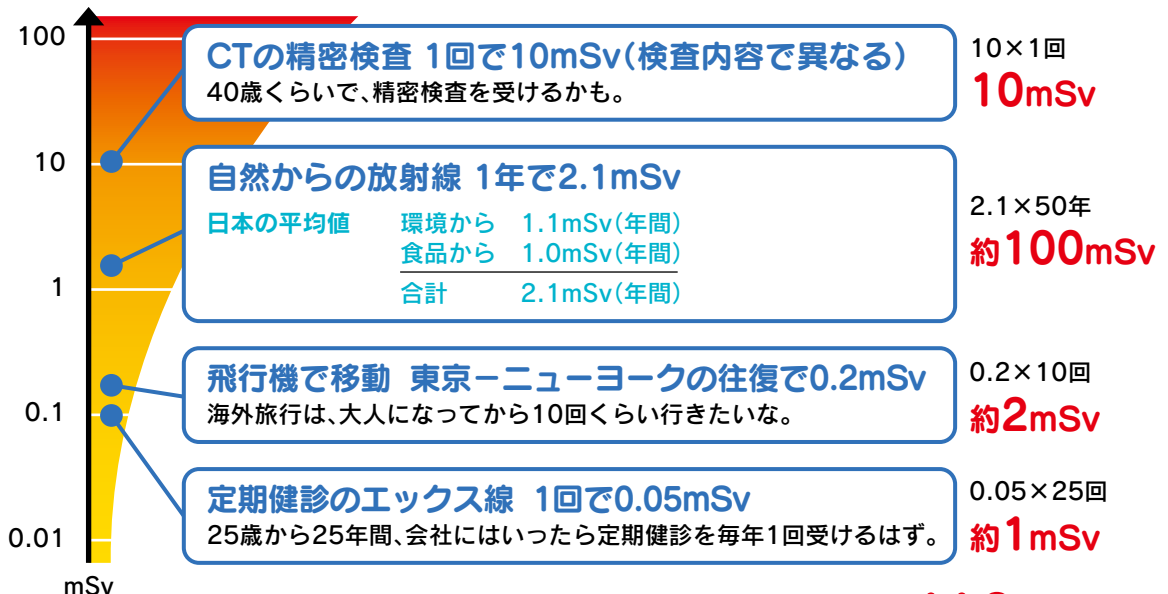 100
10
1
0.1
0.01
mSv
CTの精密検査 1回で10mSv（検査内容で異なる）
40歳くらいで、精密検査を受けるかも。
10×1回
10mSv
自然からの放射線 1年で2.1mSv
日本の平均値 環境から 1.1mSv（年間）
食品から 1.0mSv（年間）
合計 2.1mSv（年間）
2.1×50年
約100mSv
飛行機で移動 東京ーニューヨークの往復で0.2mSv
海外旅行は、大人になってから10回くらい行きたいな。
0.2×10回
約2mSv
定期健診のエックス線 1回で0.05mSv
25歳から25年間、会社にはいったら定期健診を毎年1回受けるはず。
0.05×25回
約1mSv